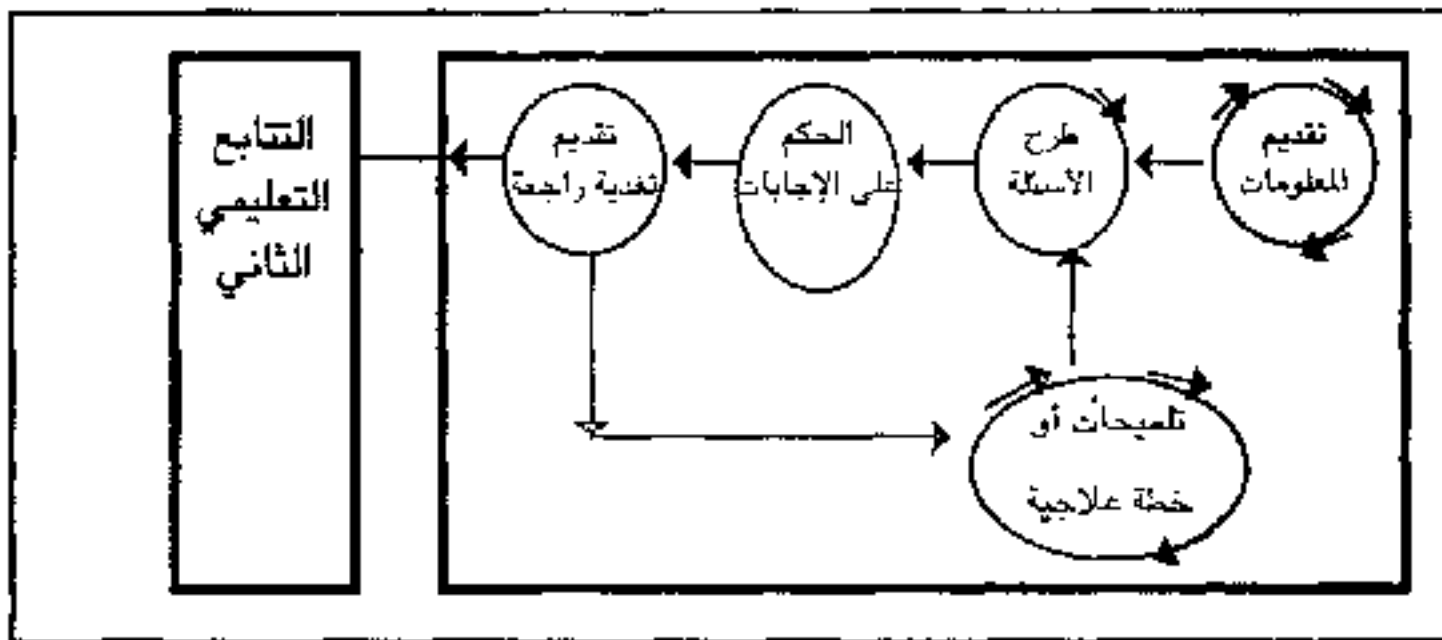 تقديم
المعلومات
طرح
الأسئلة
الحكم
على الإجابات
تقديم
تغذية راجعة
التتابع
التعليمي
الثاني
تلميحات أو
خطة علاجية